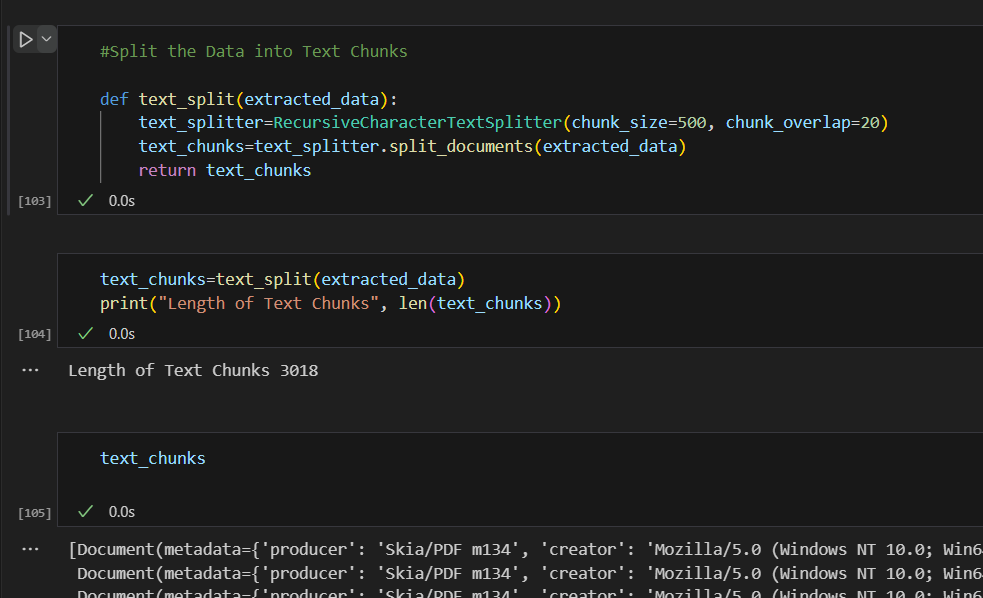 #Split the Data into Text Chunks
def text_split(extracted_data):
    text_splitter=RecursiveCharacterTextSplitter(chunk_size=500, chunk_overlap=20)
    text_chunks=text_splitter.split_documents(extracted_data)
    return text_chunks
[103] 0.0s
text_chunks=text_split(extracted_data)
print("Length of Text Chunks", len(text_chunks))
[104] 0.0s
... Length of Text Chunks 3018
text_chunks
[105] 0.0s
... [Document(metadata={'producer': 'Skia/PDF m134', 'creator': 'Mozilla/5.0 (Windows NT 10.0; Win6
Document(metadata={'producer': 'Skia/PDF m134', 'creator': 'Mozilla/5.0 (Windows NT 10.0; Win6
Document(metadata={'producer': 'Skia/PDF m134', 'creator': 'Mozilla/5.0 (Windows NT 10.0; Win6